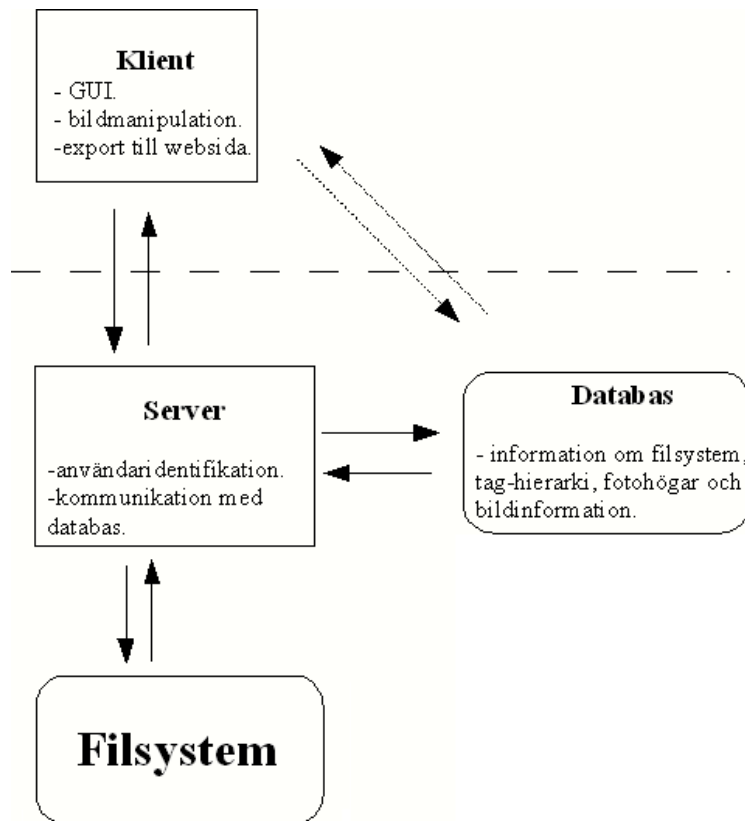 Klient
- GUI.
- bildmanipulation.
-export till websida.
Server
-användaridentifikation.
-kommunikation med
databas.
Databas
- information om filsystem,
tag-hierarki, fotohögar och
bildinformation.
Filsystem